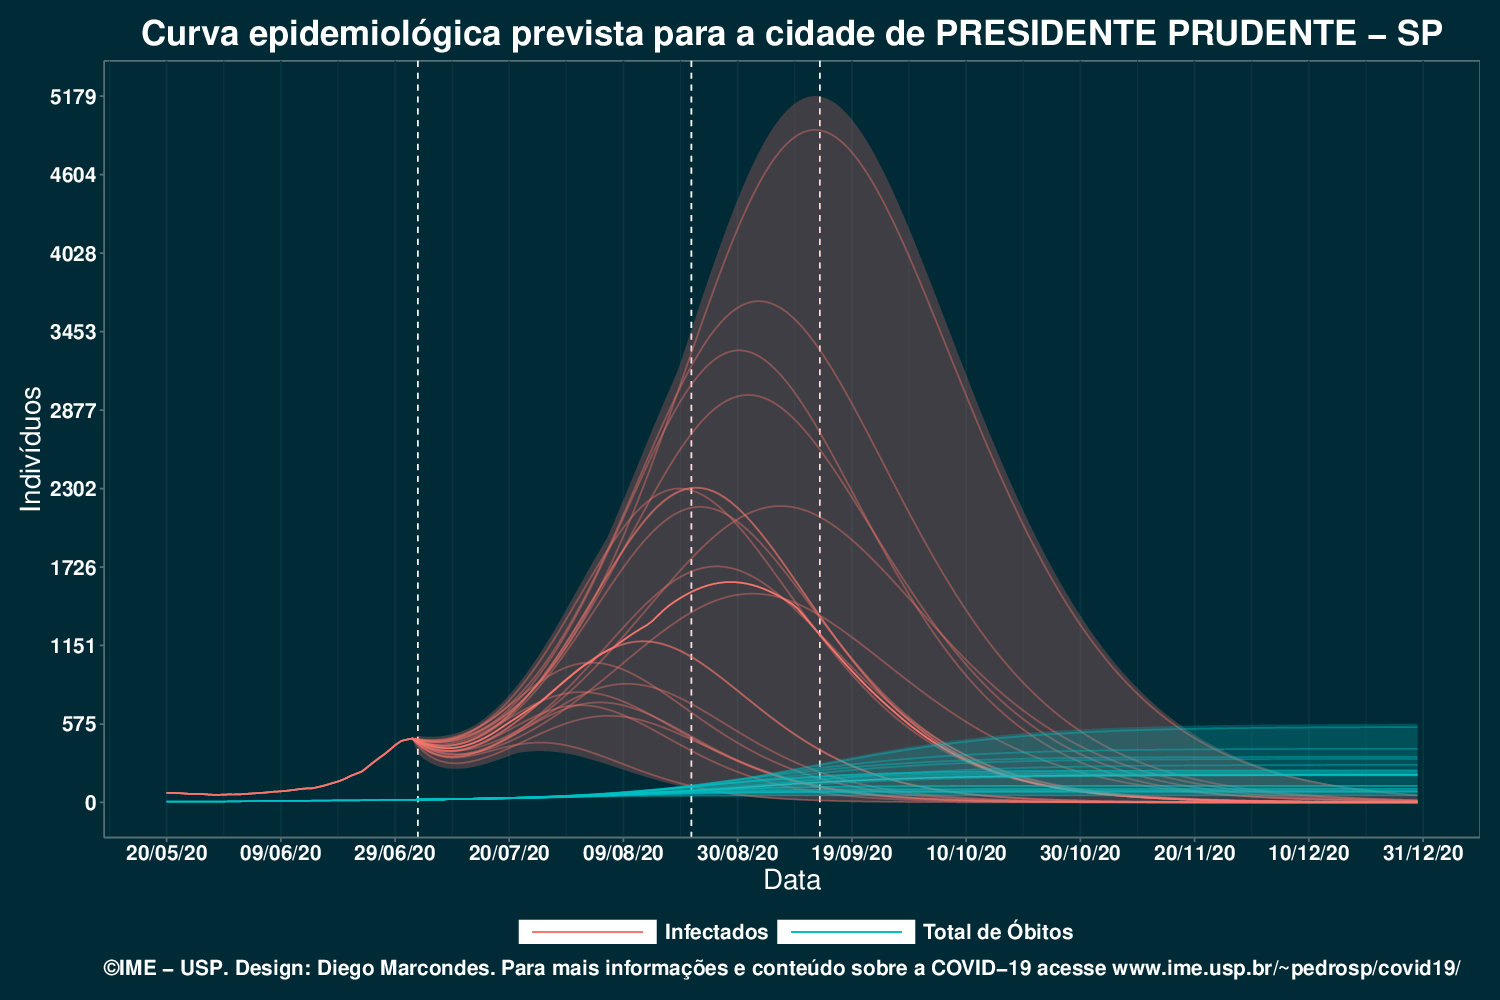 Curva epidemiológica prevista para a cidade de PRESIDENTE PRUDENTE – SP
Indivíduos
5179
4604
4028
3453
2877
2302
1726
1151
575
0
20/05/20 09/06/20 29/06/20 20/07/20 09/08/20 30/08/20 19/09/20 10/10/20 30/10/20 20/11/20 10/12/20 31/12/20
Data
Infectados Total de Óbitos
©IME – USP. Design: Diego Marcondes. Para mais informações e conteúdo sobre a COVID–19 acesse www.ime.usp.br/~pedrosp/covid19/